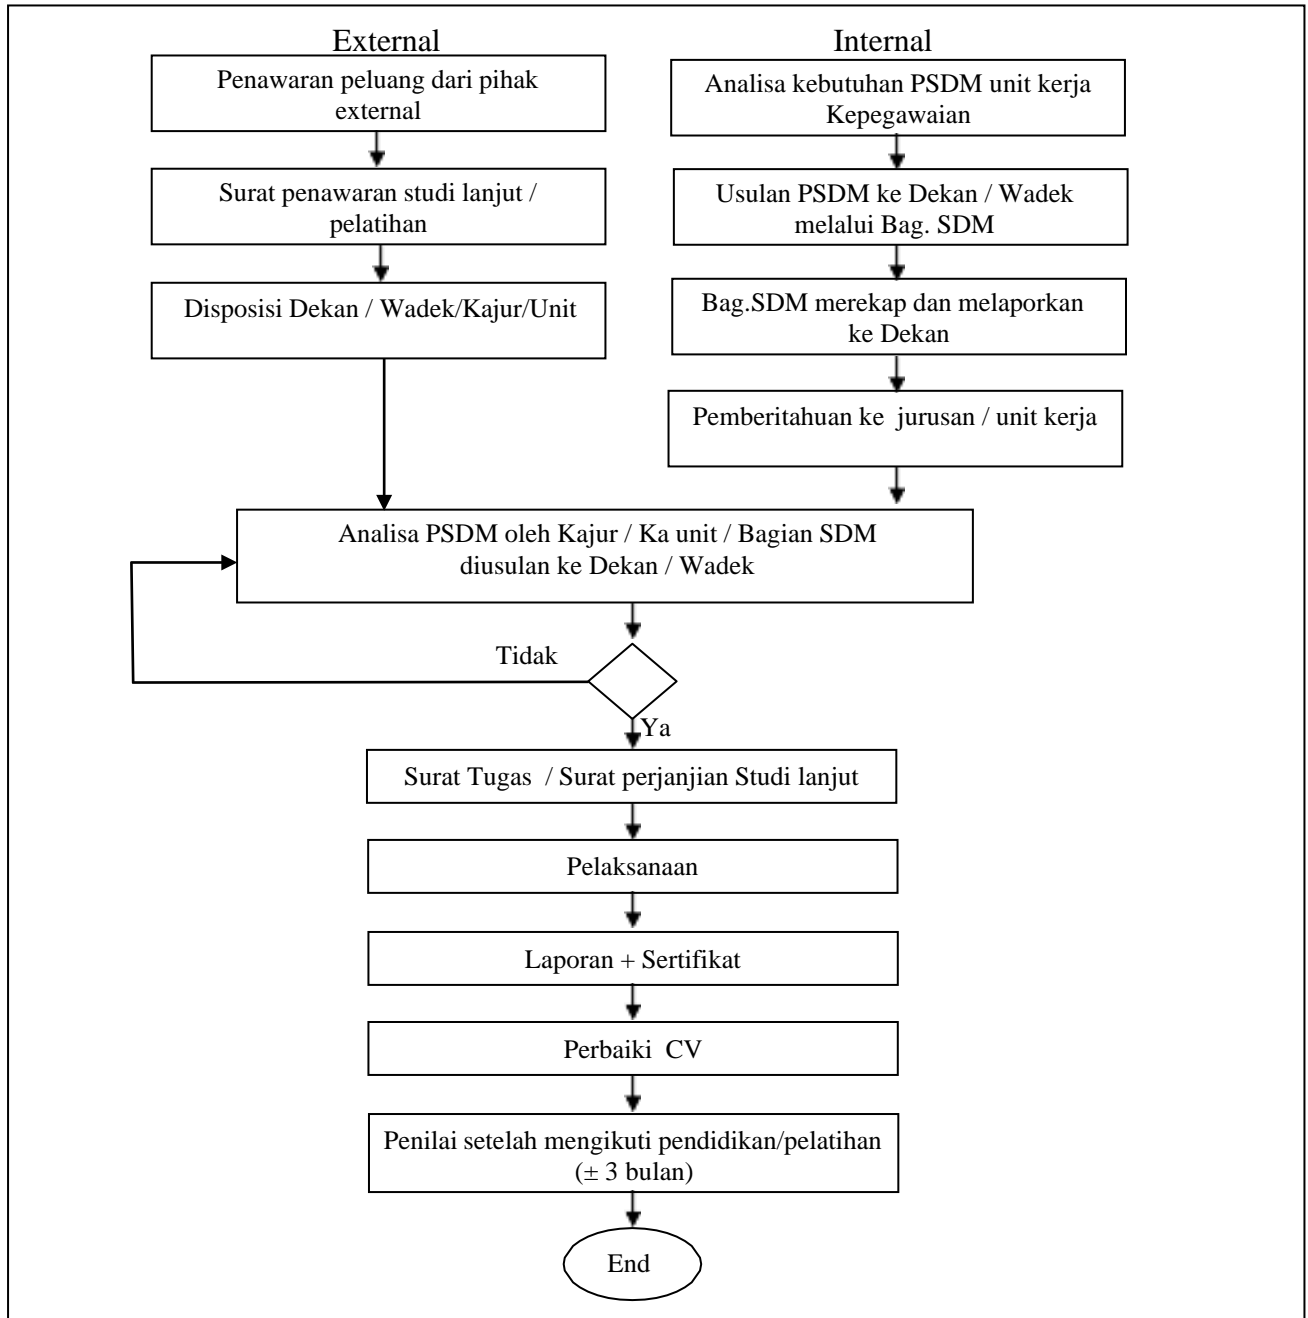 External
Penawaran peluang dari pihak
external
Surat penawaran studi lanjut /
pelatihan
Disposisi Dekan / Wadek/Kajur/Unit
Internal
Analisa kebutuhan PSDM unit kerja
Kepegawaian
Usulan PSDM ke Dekan / Wadek
melalui Bag. SDM
Bag.SDM merekap dan melaporkan
ke Dekan
Pemberitahuan ke jurusan / unit kerja
Analisa PSDM oleh Kajur / Ka unit / Bagian SDM
diusulan ke Dekan / Wadek
Tidak
Ya
Surat Tugas / Surat perjanjian Studi lanjut
Pelaksanaan
Laporan + Sertifikat
Perbaiki CV
Penilai setelah mengikuti pendidikan/pelatihan
(± 3 bulan)
End